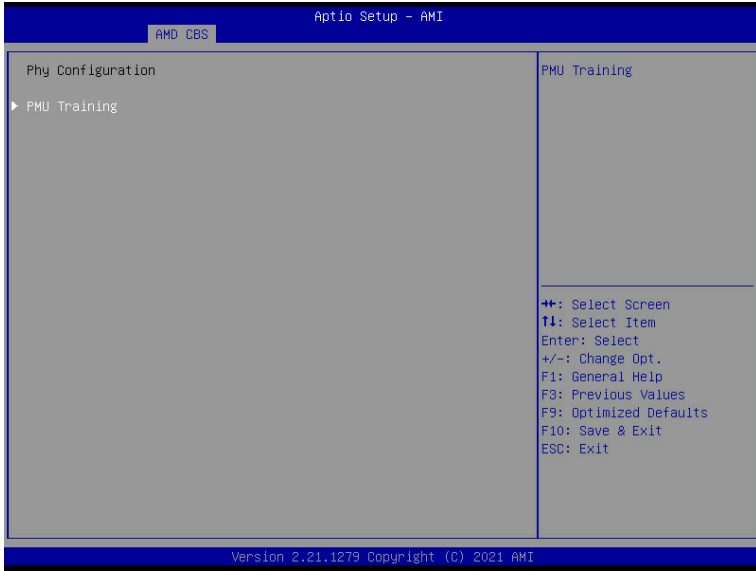 Aptio Setup - AMI
AMD CBS
Phy Configuration
PMU Training
PMU Training
→←: Select Screen
↑↓: Select Item
Enter: Select
+/-: Change Opt.
F1: General Help
F3: Previous Values
F9: Optimized Defaults
F10: Save & Exit
ESC: Exit
Version 2.21.1279 Copyright (C) 2021 AMI